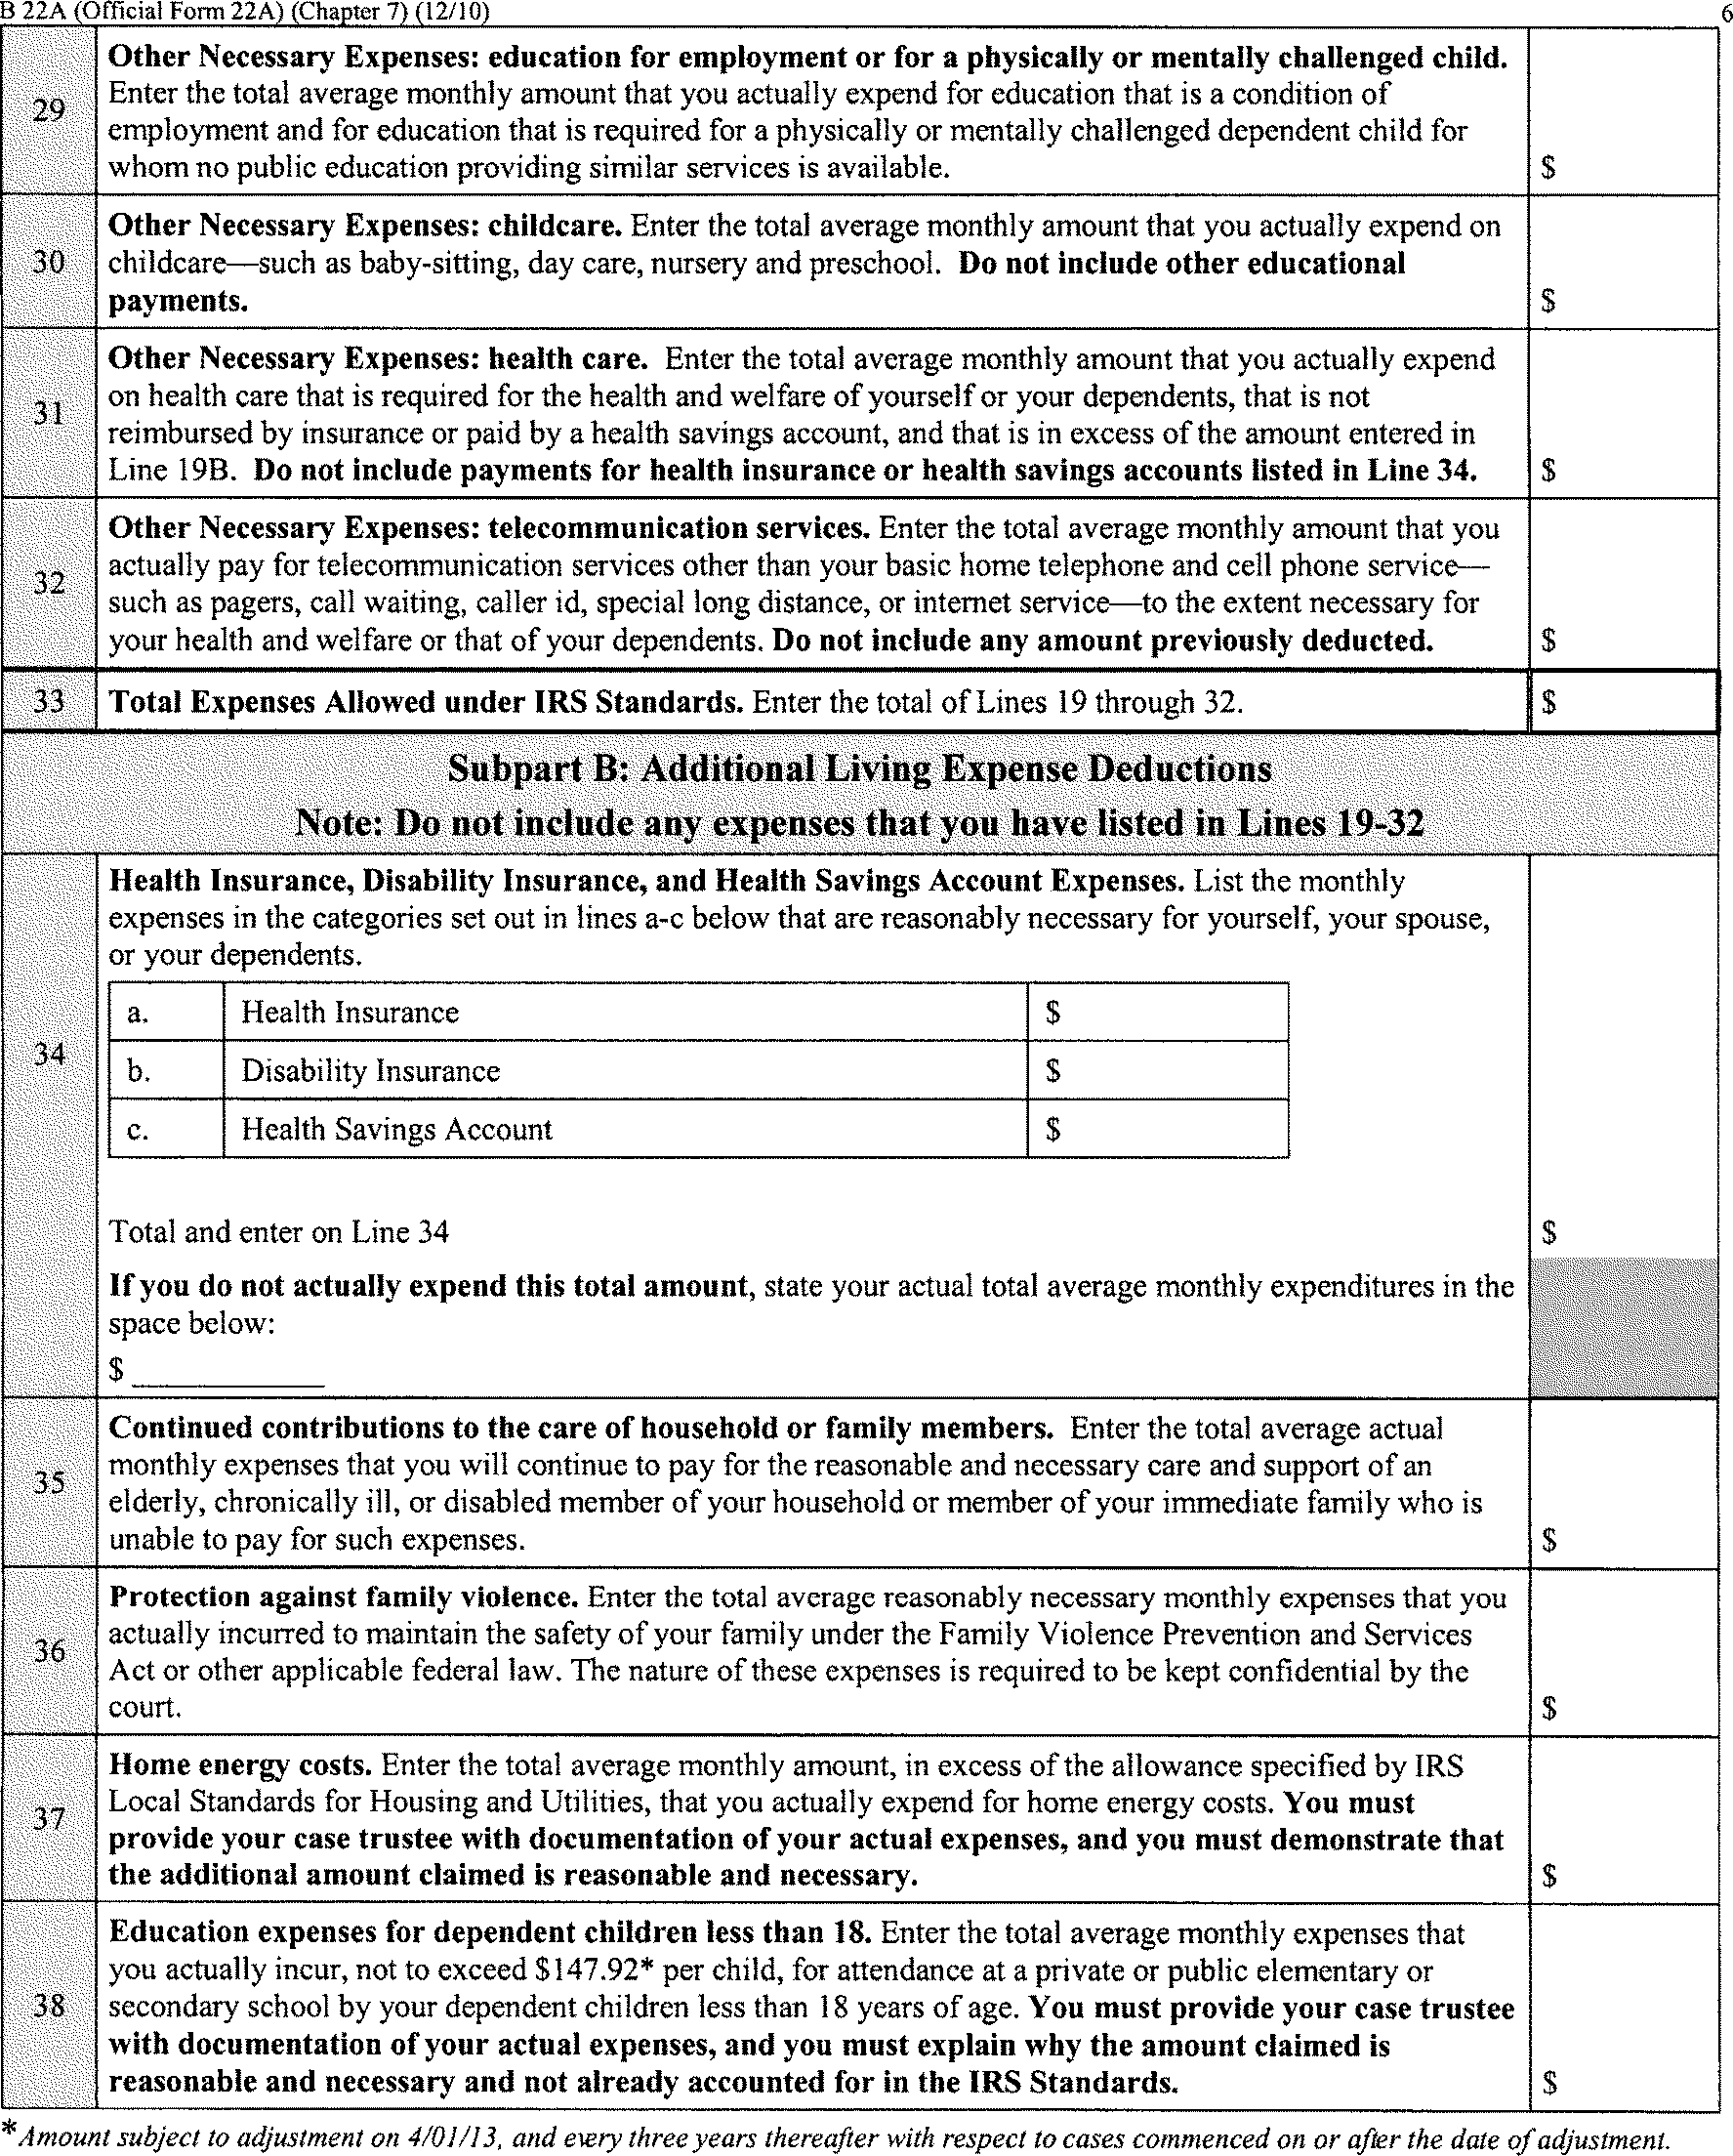 B 22A (Official Form 22A) (Chapter 7) (12/10) 6
Other Necessary Expenses: education for employment or for a physically or mentally challenged child.
Enter the total average monthly amount that you actually expend for education that is a condition of
29
employment and for education that is required for a physically or mentally challenged dependent child for
whom no public education providing similar services is available. $
Other Necessary Expenses: childcare. Enter the total average monthly amount that you actually expend on
30 childcare—such as baby-sitting, day care, nursery and preschool. Do not include other educational
payments. $
Other Necessary Expenses: health care. Enter the total average monthly amount that you actually expend
on health care that is required for the health and welfare of yourself or your dependents, that is not
31
reimbursed by insurance or paid by a health savings account, and that is in excess of the amount entered in
Line 19B. Do not include payments for health insurance or health savings accounts listed in Line 34. $
Other Necessary Expenses: telecommunication services. Enter the total average monthly amount that you
actually pay for telecommunication services other than your basic home telephone and cell phone service—
32
such as pagers, call waiting, caller id, special long distance, or internet service—to the extent necessary for
your health and welfare or that of your dependents. Do not include any amount previously deducted. $
33 Total Expenses Allowed under IRS Standards. Enter the total of Lines 19 through 32. $
Subpart B: Additional Living Expense Deductions
Note: Do not include any expenses that you have listed in Lines 19-32
Health Insurance, Disability Insurance, and Health Savings Account Expenses. List the monthly
expenses in the categories set out in lines a-c below that are reasonably necessary for yourself, your spouse,
or your dependents.
a. Health Insurance $
34
b. Disability Insurance $
c. Health Savings Account $
Total and enter on Line 34 $
If you do not actually expend this total amount, state your actual total average monthly expenditures in the
space below:
$ ____________
Continued contributions to the care of household or family members. Enter the total average actual
monthly expenses that you will continue to pay for the reasonable and necessary care and support of an
35
elderly, chronically ill, or disabled member of your household or member of your immediate family who is
unable to pay for such expenses. $
Protection against family violence. Enter the total average reasonably necessary monthly expenses that you
actually incurred to maintain the safety of your family under the Family Violence Prevention and Services
36
Act or other applicable federal law. The nature of these expenses is required to be kept confidential by the
court. $
Home energy costs. Enter the total average monthly amount, in excess of the allowance specified by IRS
Local Standards for Housing and Utilities, that you actually expend for home energy costs. You must
37
provide your case trustee with documentation of your actual expenses, and you must demonstrate that
the additional amount claimed is reasonable and necessary. $
Education expenses for dependent children less than 18. Enter the total average monthly expenses that
you actually incur, not to exceed $147.92* per child, for attendance at a private or public elementary or
38 secondary school by your dependent children less than 18 years of age. You must provide your case trustee
with documentation of your actual expenses, and you must explain why the amount claimed is
reasonable and necessary and not already accounted for in the IRS Standards. $
*Amount subject to adjustment on 4/01/13, and every three years thereafter with respect to cases commenced on or after the date of adjustment.